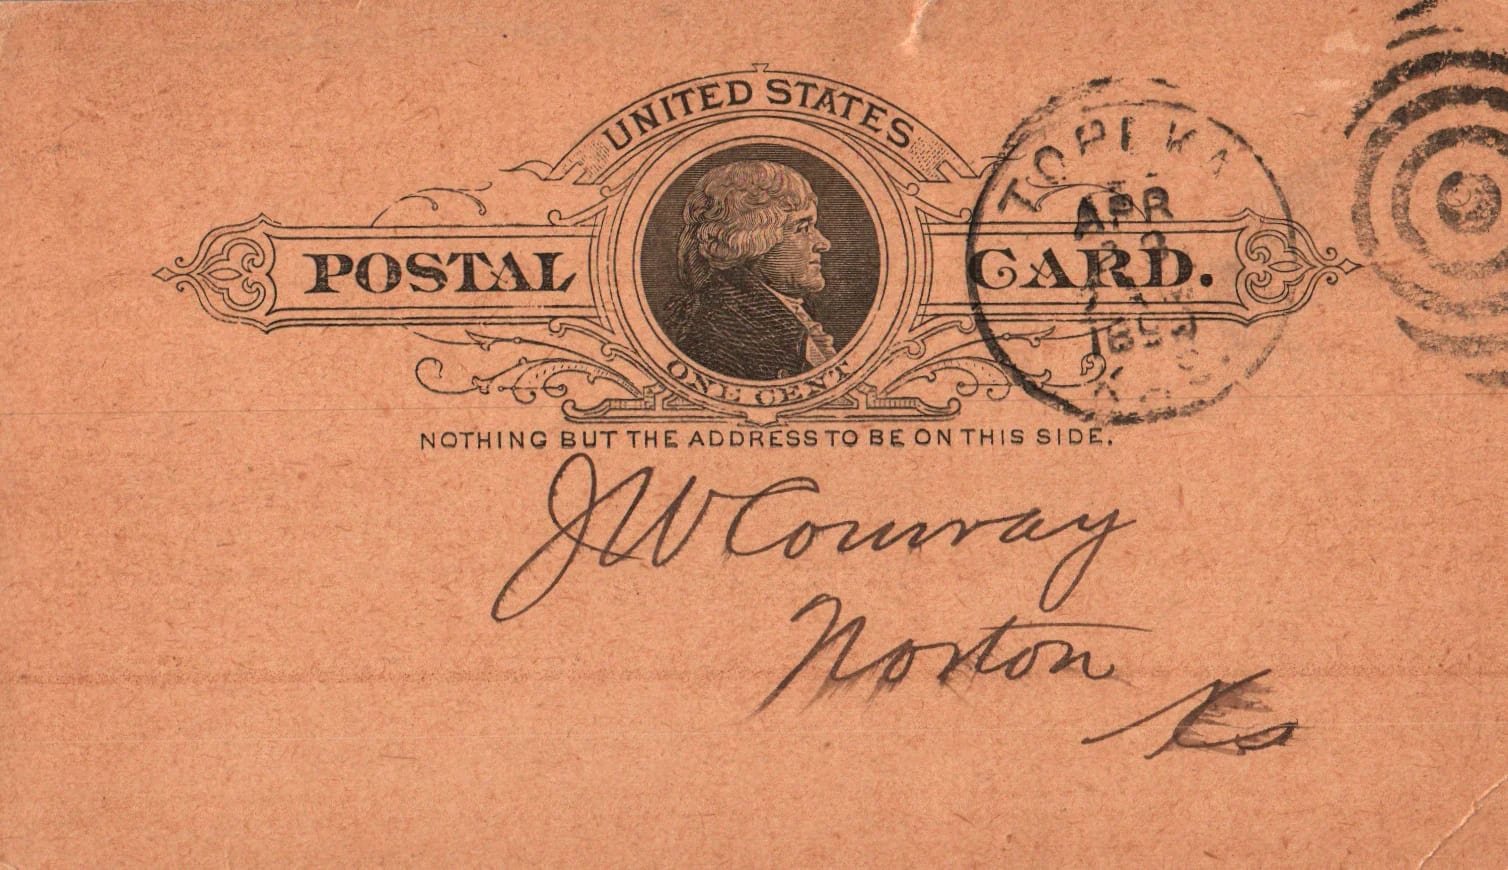 UNITED STATES
POSTAL CARD.
ONE CENT
NOTHING BUT THE ADDRESS TO BE ON THIS SIDE.
TOPEKA
APR
KAS.
J W Conway
Norton
Ks